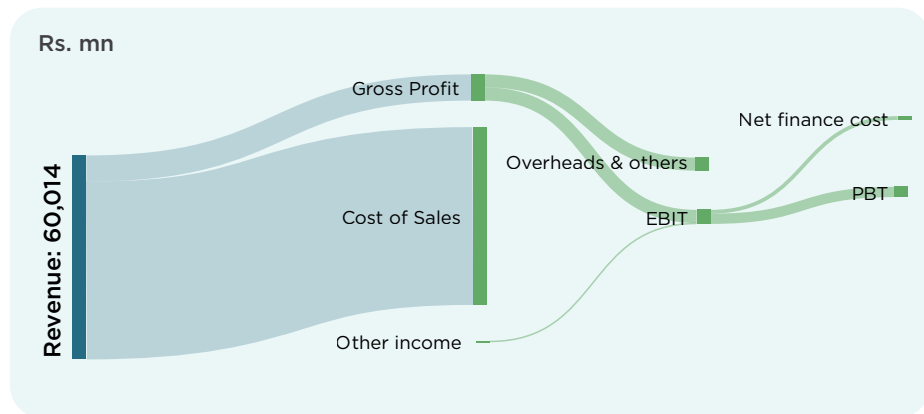 Rs. mn
Revenue: 60,014
Gross Profit
Cost of Sales
Other income
Overheads & others
EBIT
Net finance cost
PBT